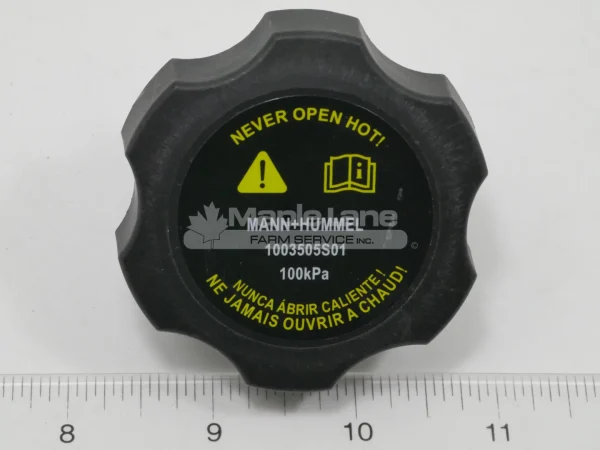 NEVER OPEN HOT!
Maple Lane
FARM SERVICE INC.
MANN+HUMMEL
1003505S01
100kPa
NUNCA ÁBRIR CALIENTE!
NE JAMAIS OUVRIR A CHAUD!
8 9 10 11